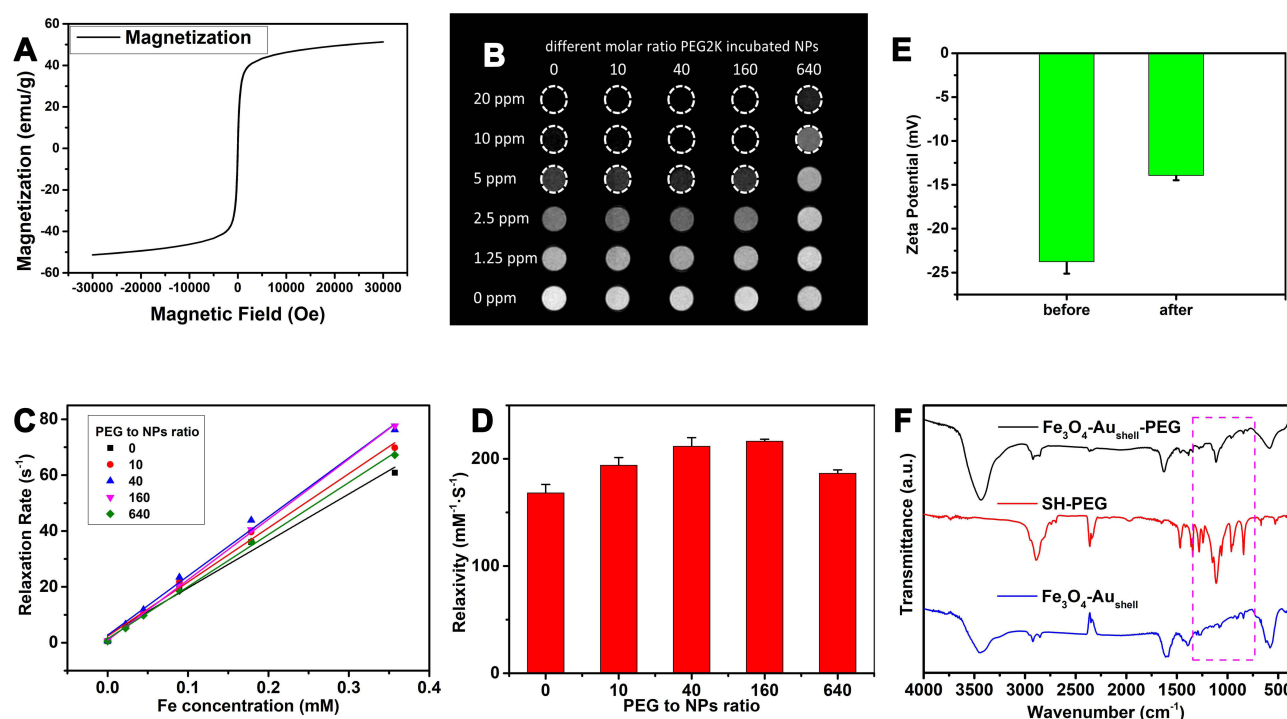 A
Magnetization
Magnetization (emu/g)
60
40
20
0
-20
-40
-60
-30000 -20000 -10000 0 10000 20000 30000
Magnetic Field (Oe)
B
different molar ratio PEG2K incubated NPs
0 10 40 160 640
20 ppm
10 ppm
5 ppm
2.5 ppm
1.25 ppm
0 ppm
E
Zeta Potential (mV)
0
-5
-10
-15
-20
-25
before after
C
PEG to NPs ratio
0
10
40
160
640
Relaxation Rate (s⁻¹)
80
60
40
20
0
0.0 0.1 0.2 0.3 0.4
Fe concentration (mM)
D
Relaxivity (mM⁻¹·S⁻¹)
200
100
0
0 10 40 160 640
PEG to NPs ratio
F
Fe₃O₄-Au_shell-PEG
SH-PEG
Fe₃O₄-Au_shell
Transmittance (a.u.)
4000 3500 3000 2500 2000 1500 1000 500
Wavenumber (cm⁻¹)